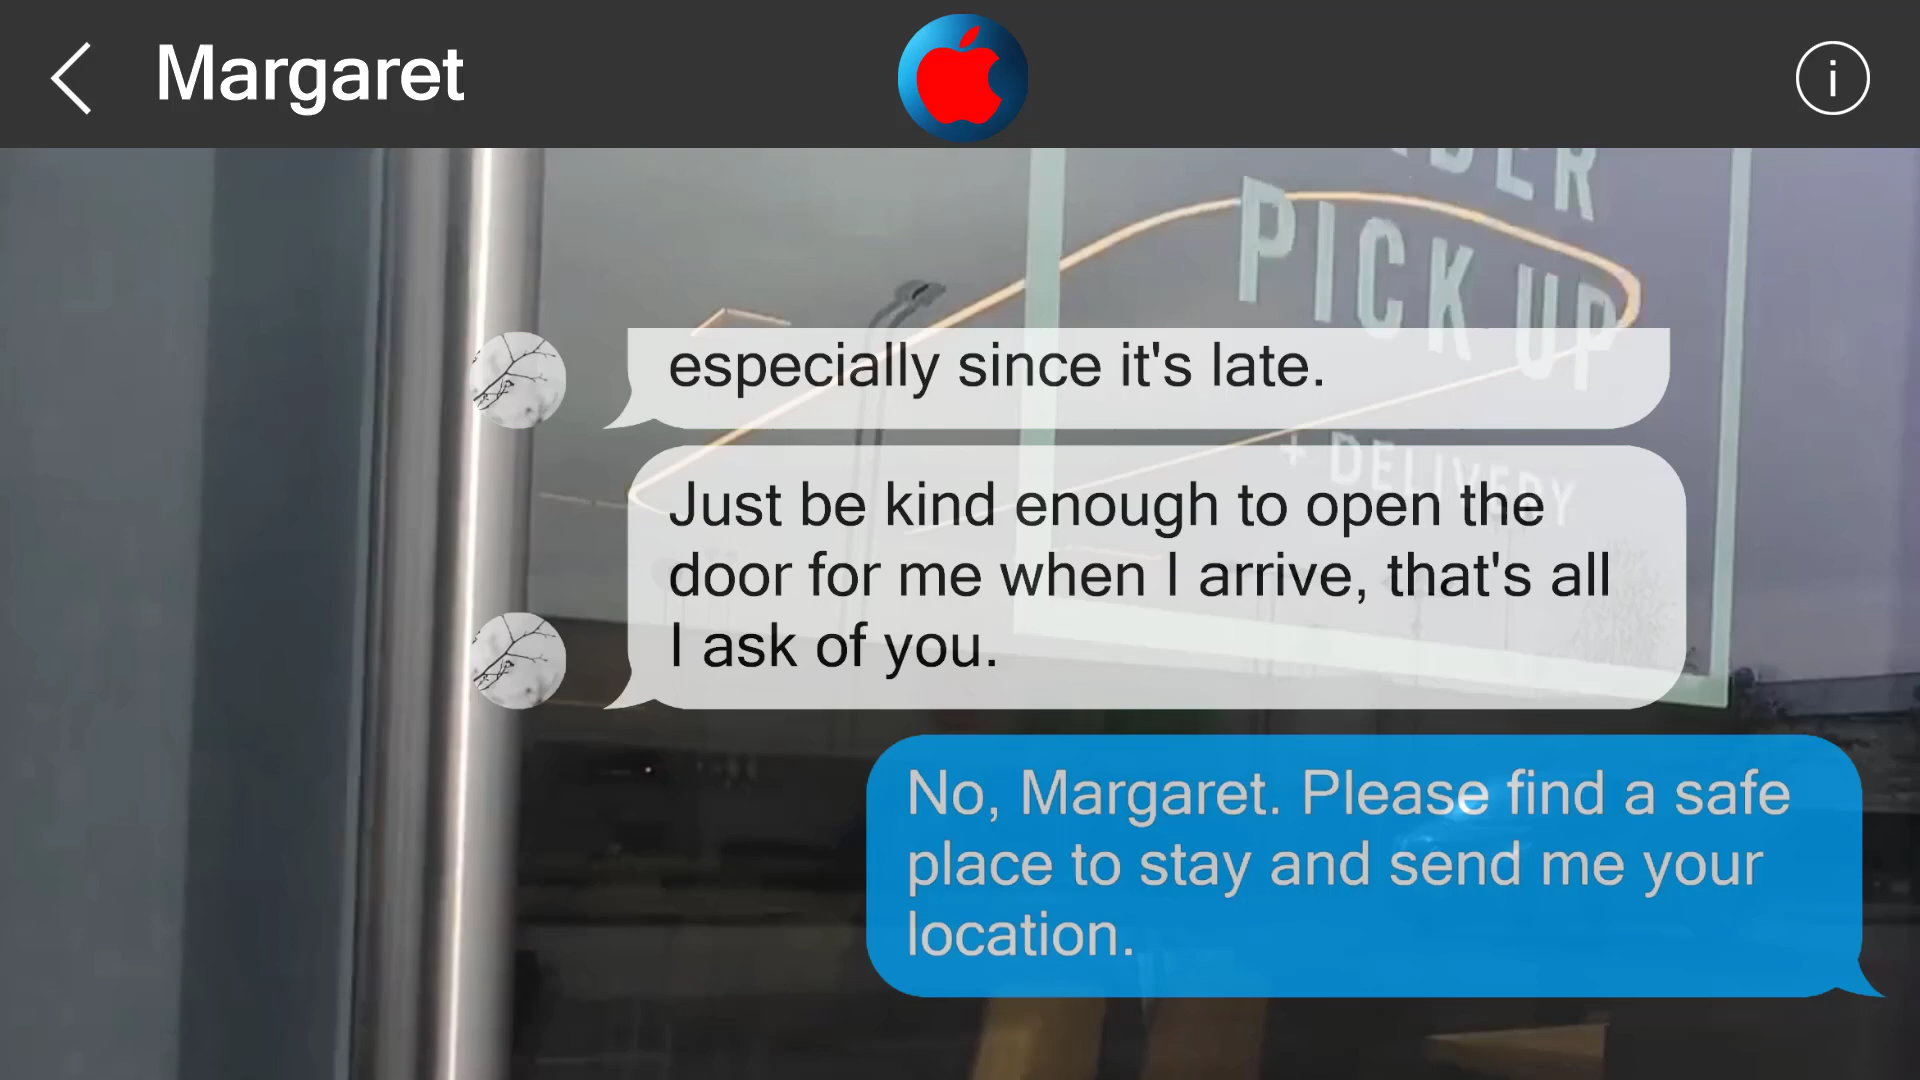 Margaret
PICK UP
+ DELIVERY
especially since it's late.
Just be kind enough to open the
door for me when I arrive, that's all
I ask of you.
No, Margaret. Please find a safe
place to stay and send me your
location.